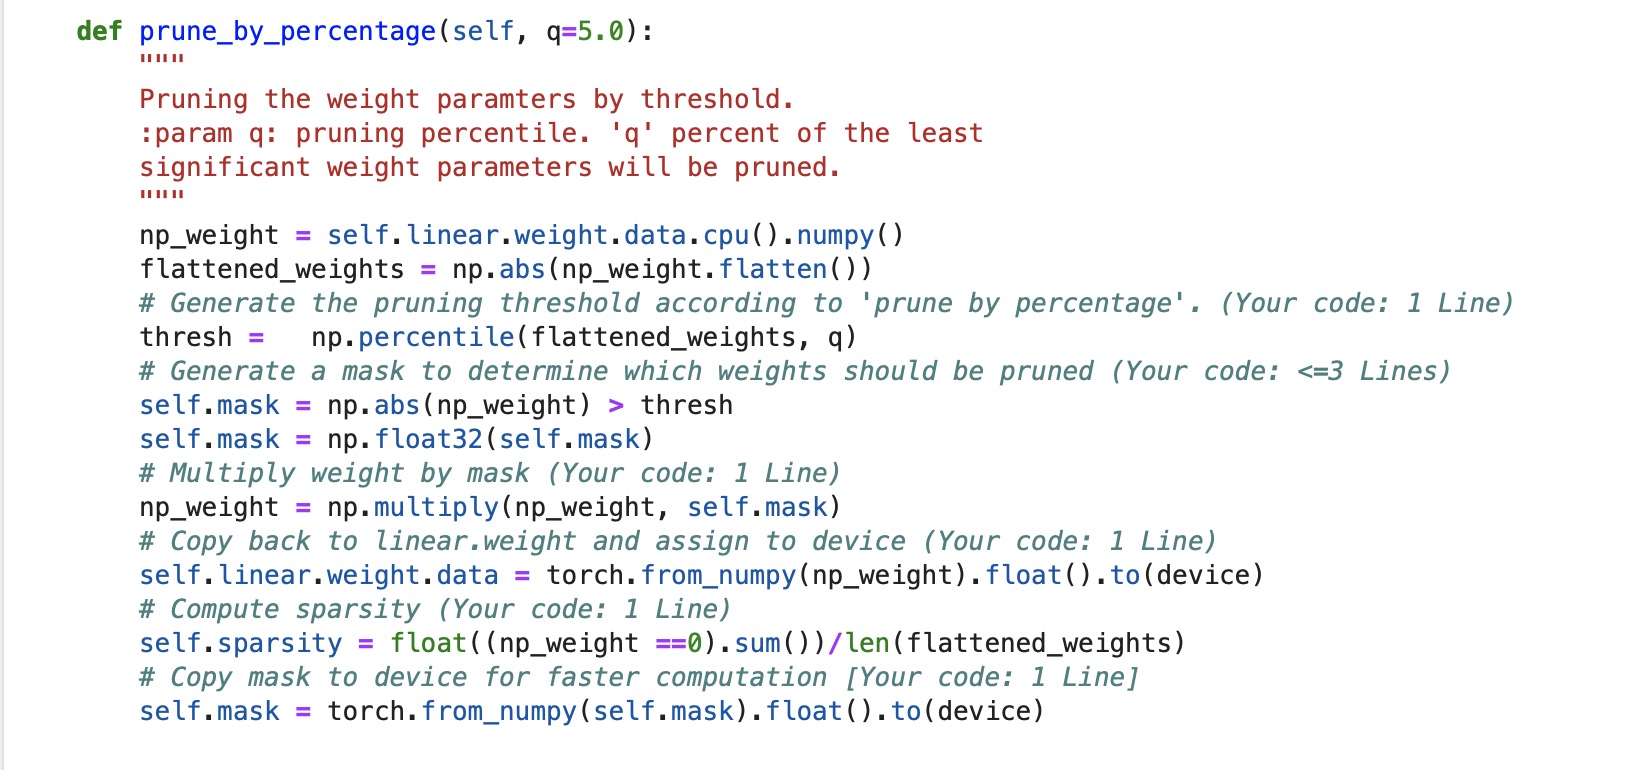 def prune_by_percentage(self, q=5.0):
"""
Pruning the weight paramters by threshold.
:param q: pruning percentile. 'q' percent of the least
significant weight parameters will be pruned.
"""
np_weight = self.linear.weight.data.cpu().numpy()
flattened_weights = np.abs(np_weight.flatten())
# Generate the pruning threshold according to 'prune by percentage'. (Your code: 1 Line)
thresh =   np.percentile(flattened_weights, q)
# Generate a mask to determine which weights should be pruned (Your code: <=3 Lines)
self.mask = np.abs(np_weight) > thresh
self.mask = np.float32(self.mask)
# Multiply weight by mask (Your code: 1 Line)
np_weight = np.multiply(np_weight, self.mask)
# Copy back to linear.weight and assign to device (Your code: 1 Line)
self.linear.weight.data = torch.from_numpy(np_weight).float().to(device)
# Compute sparsity (Your code: 1 Line)
self.sparsity = float((np_weight ==0).sum())/len(flattened_weights)
# Copy mask to device for faster computation [Your code: 1 Line]
self.mask = torch.from_numpy(self.mask).float().to(device)